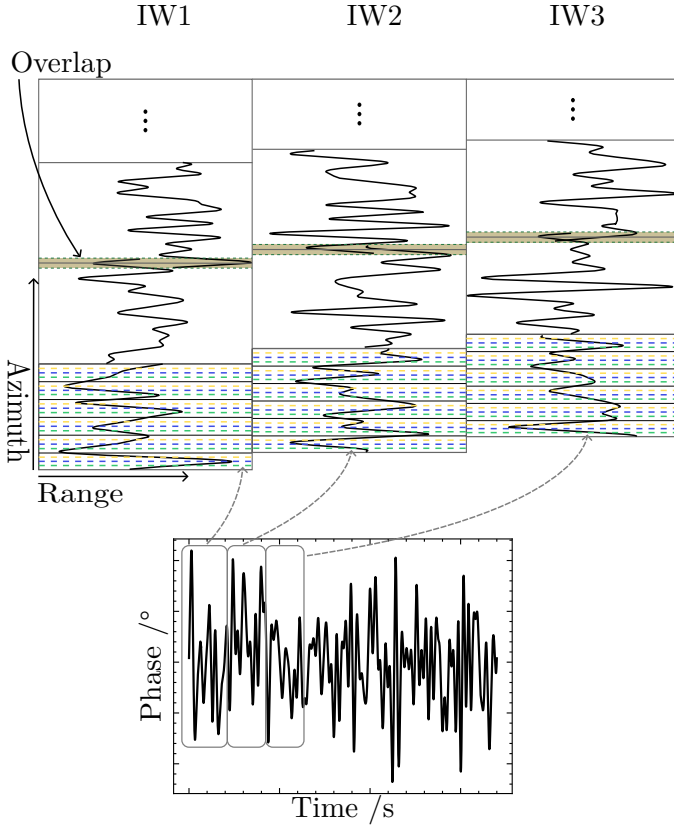 IW1
IW2
IW3
Overlap
Azimuth
Range
Phase /°
Time /s